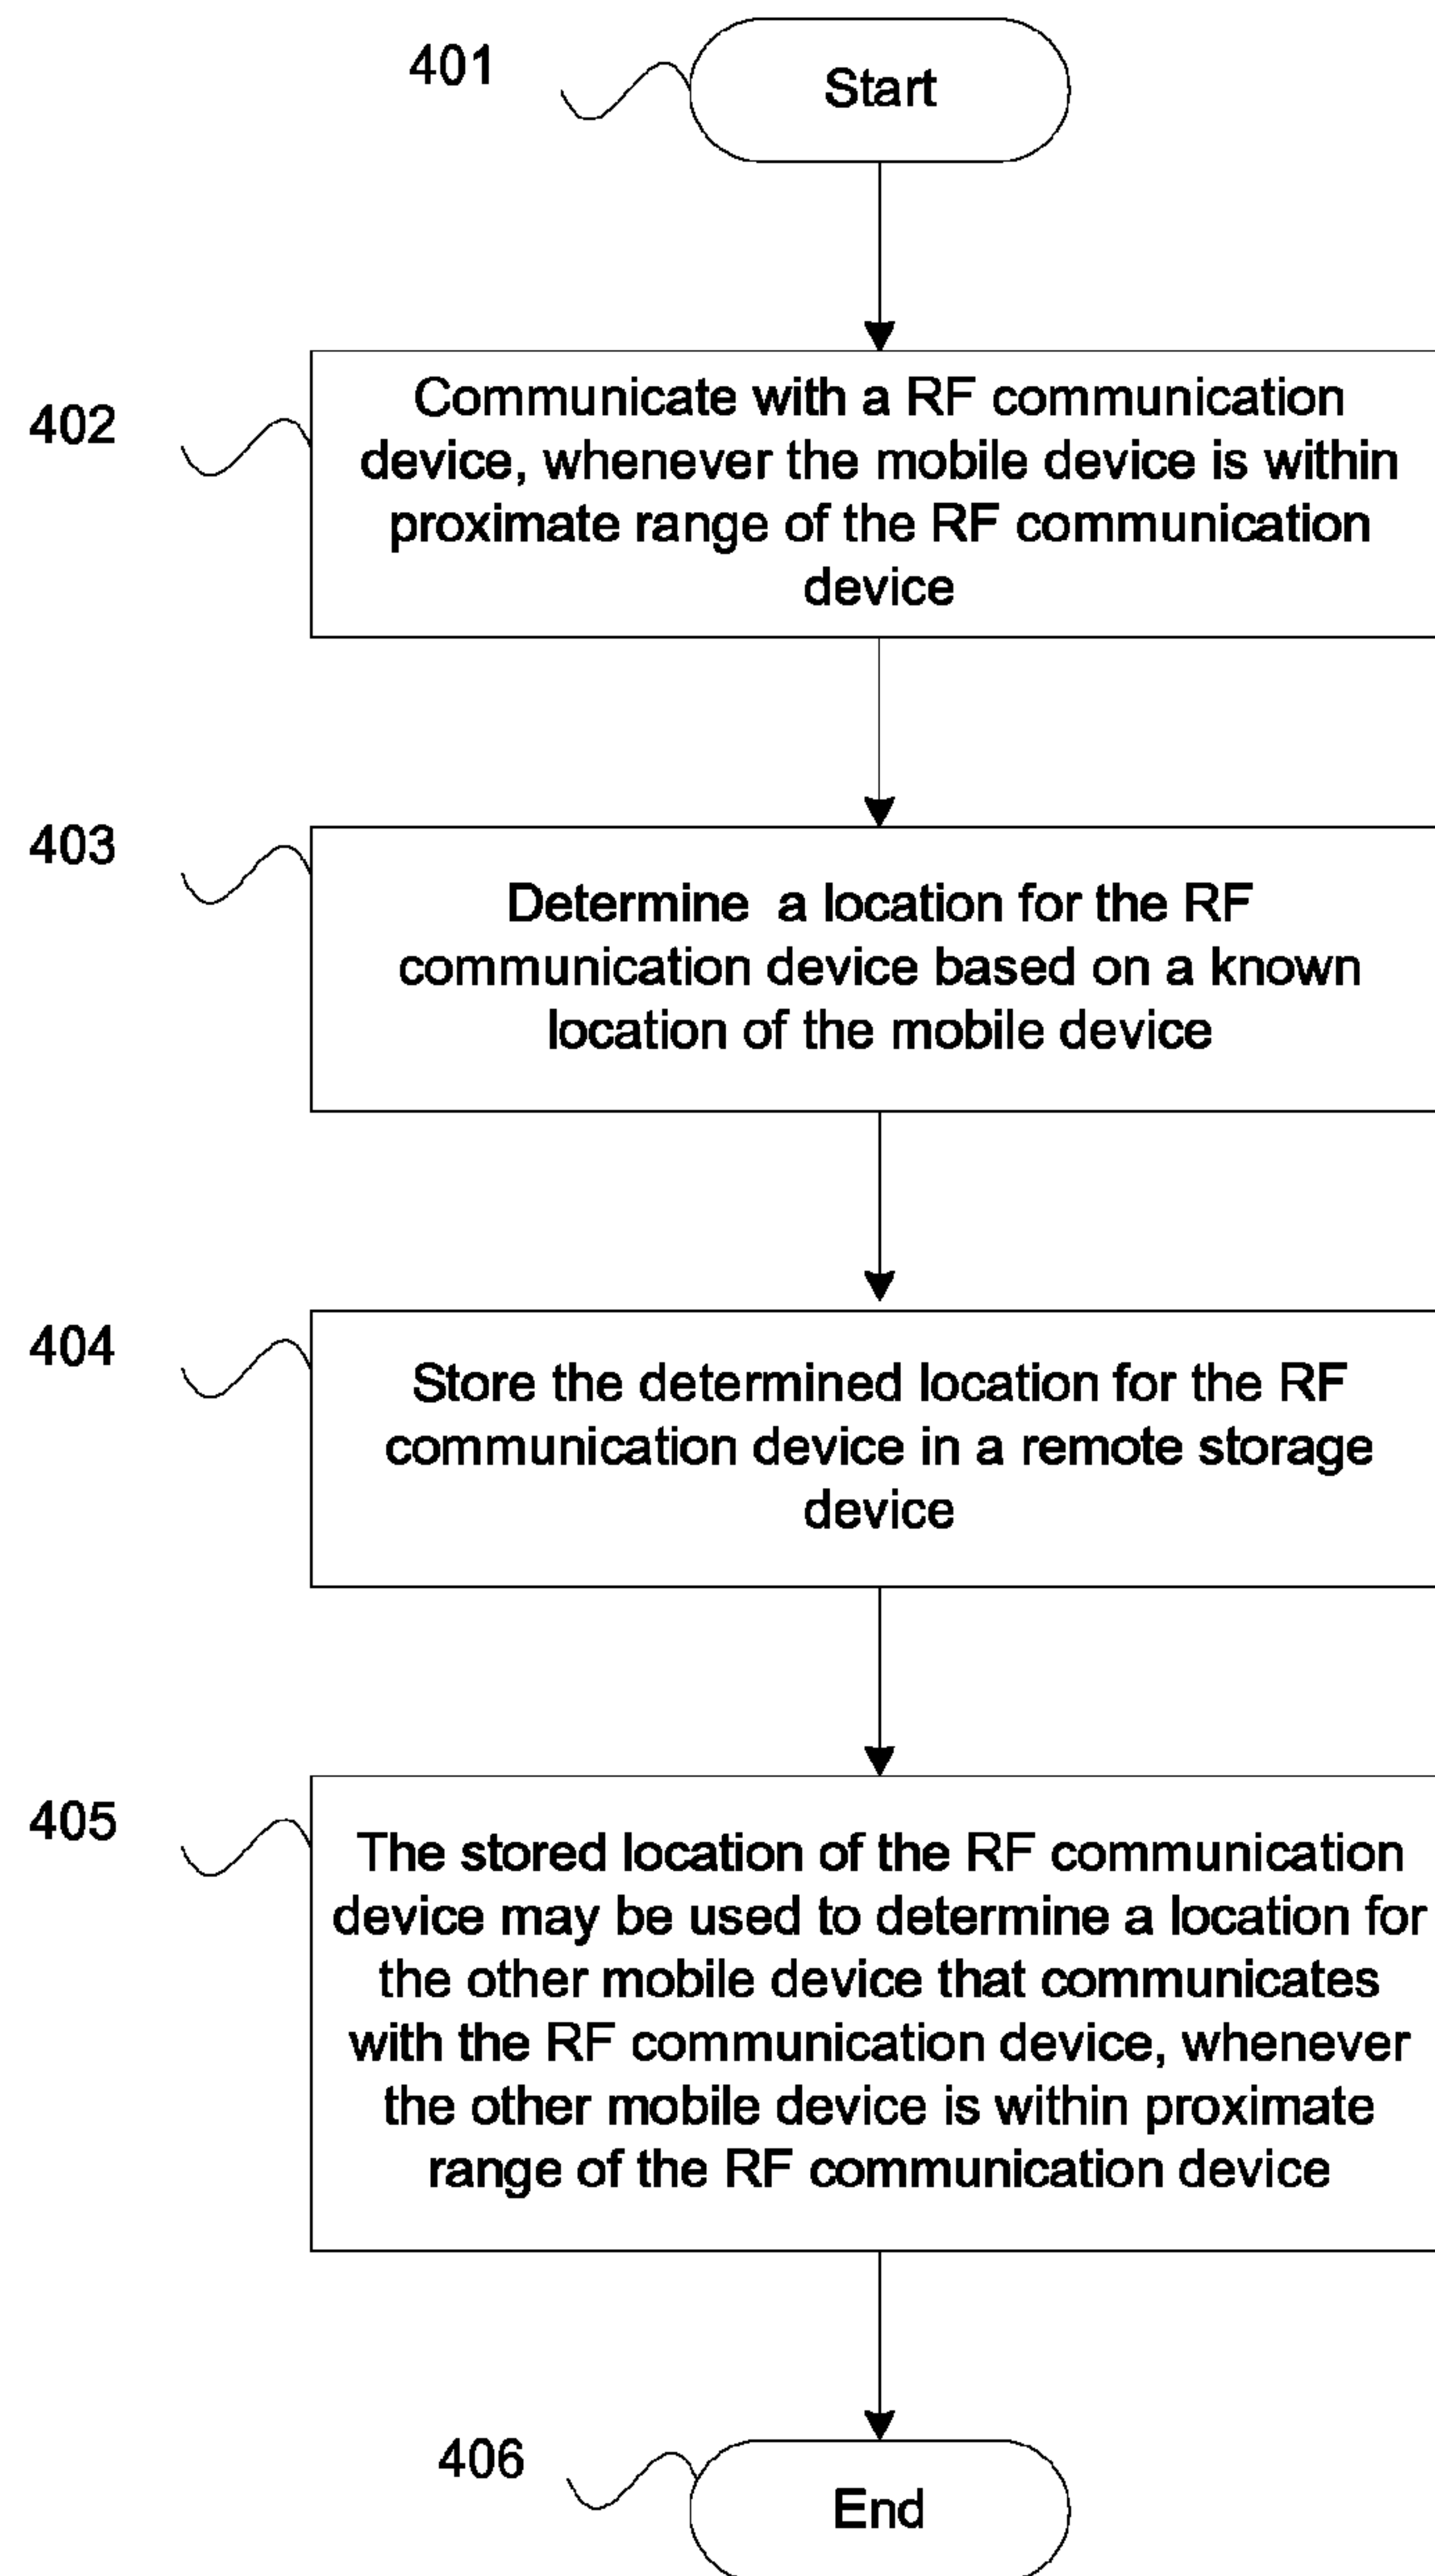 401
Start
402
Communicate with a RF communication
device, whenever the mobile device is within
proximate range of the RF communication
device
403
Determine a location for the RF
communication device based on a known
location of the mobile device
404
Store the determined location for the RF
communication device in a remote storage
device
405
The stored location of the RF communication
device may be used to determine a location for
the other mobile device that communicates
with the RF communication device, whenever
the other mobile device is within proximate
range of the RF communication device
406
End